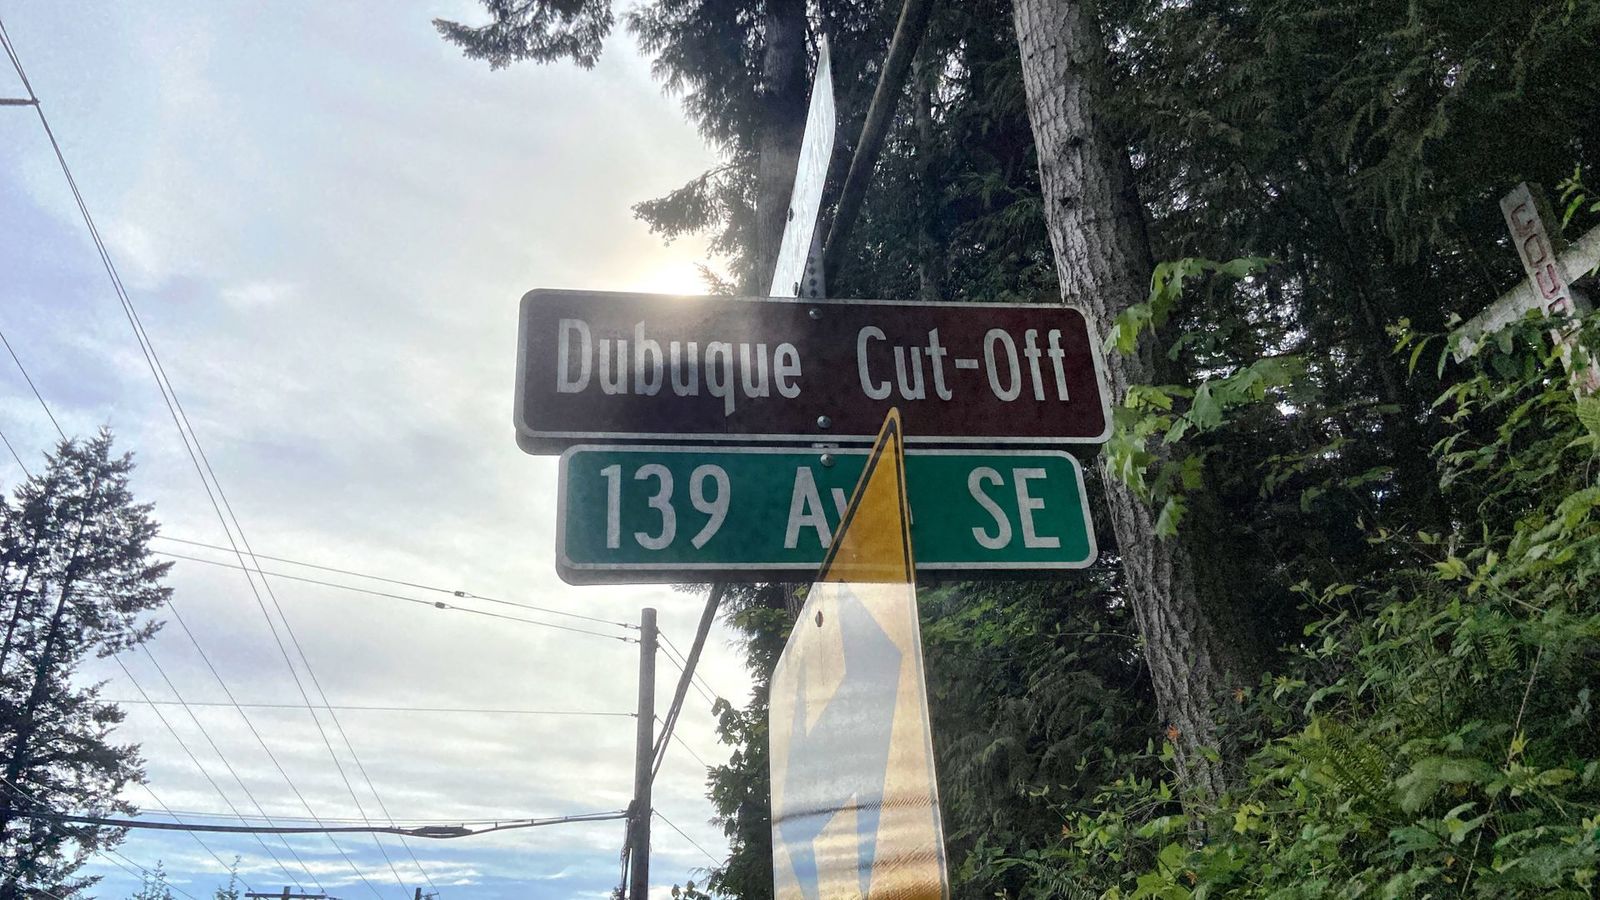 Dubuque Cut-Off
139 Av SE